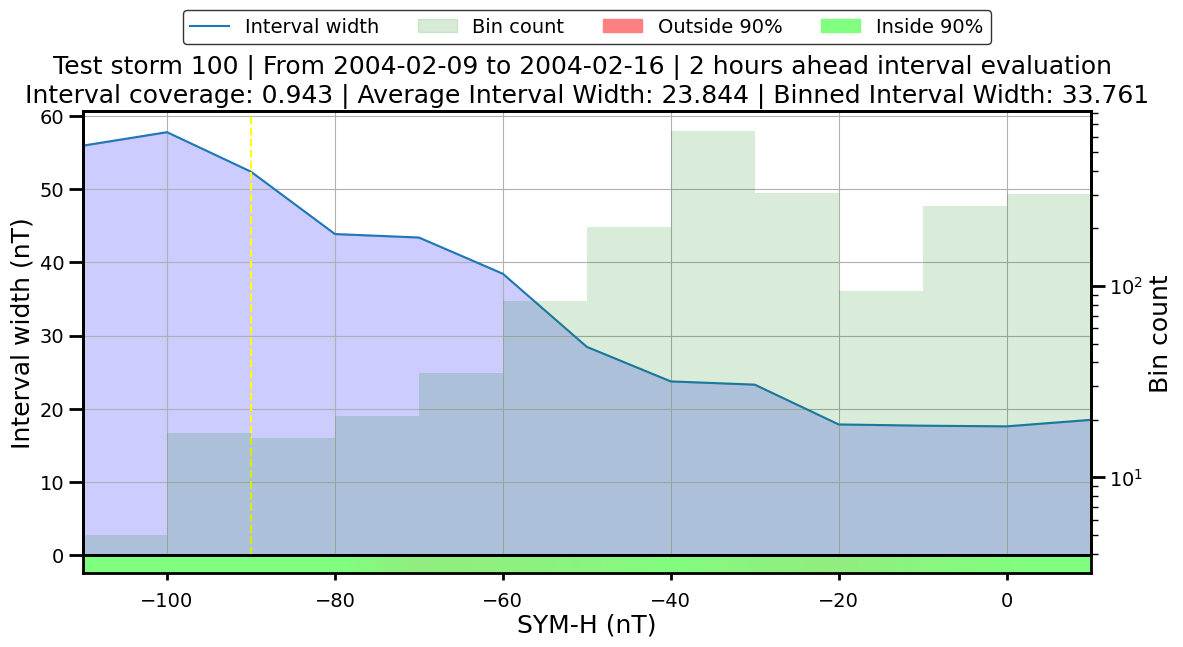 Interval width Bin count Outside 90% Inside 90%
Test storm 100 | From 2004-02-09 to 2004-02-16 | 2 hours ahead interval evaluation
Interval coverage: 0.943 | Average Interval Width: 23.844 | Binned Interval Width: 33.761
Interval width (nT)
60
50
40
30
20
10
0
−100 −80 −60 −40 −20 0
SYM-H (nT)
10²
10¹
Bin count